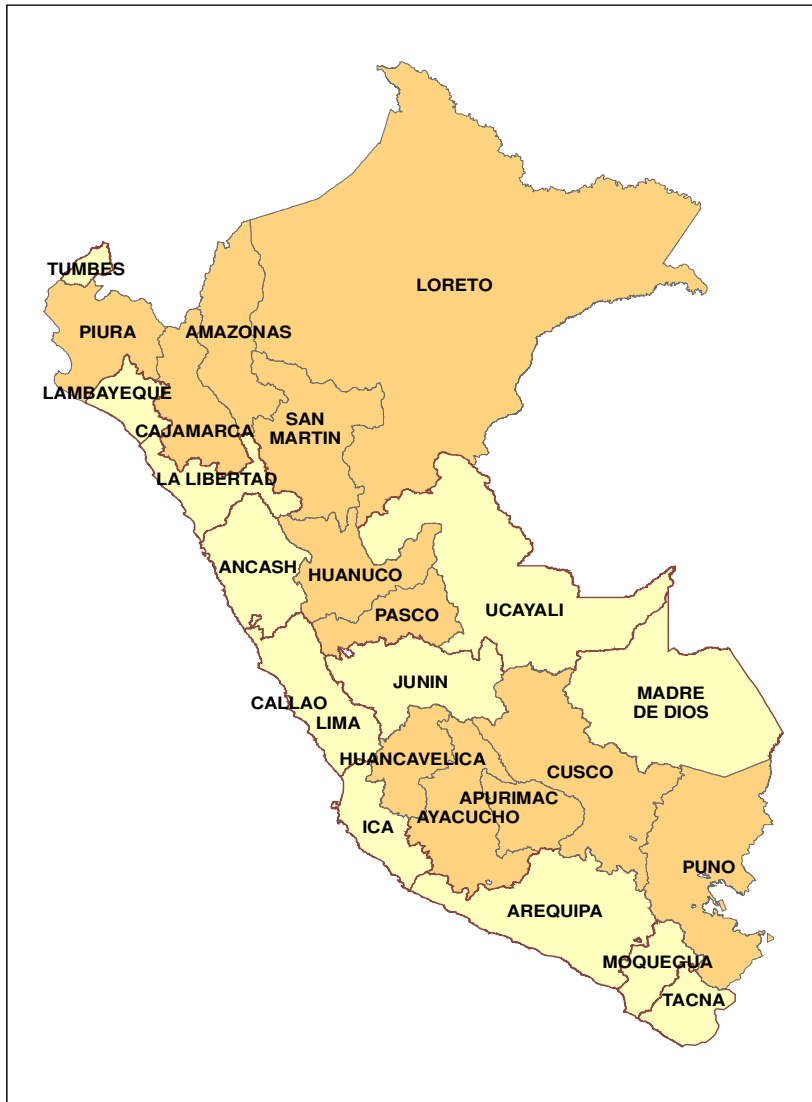 TUMBES
LORETO
PIURA
AMAZONAS
LAMBAYEQUE
CAJAMARCA
SAN
MARTIN
LA LIBERTAD
ANCASH
HUANUCO
PASCO
UCAYALI
JUNIN
MADRE
DE DIOS
CALLAO
LIMA
HUANCAVELICA
CUSCO
APURIMAC
AYACUCHO
ICA
PUNO
AREQUIPA
MOQUEGUA
TACNA